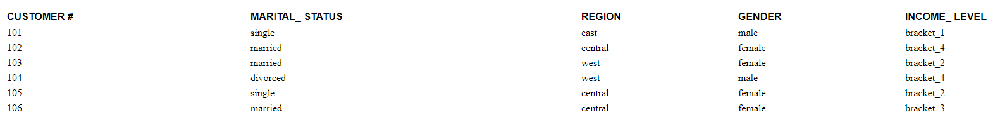 CUSTOMER # MARITAL_ STATUS REGION GENDER INCOME_ LEVEL
101 single east male bracket_1
102 married central female bracket_4
103 married west female bracket_2
104 divorced west male bracket_4
105 single central female bracket_2
106 married central female bracket_3